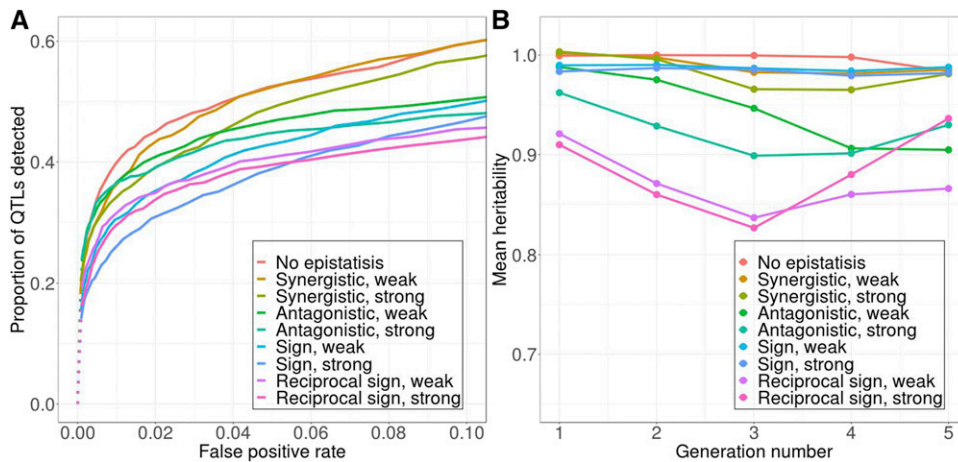 A
Proportion of QTLs detected
0.6
0.4
0.2
0.0
0.00 0.02 0.04 0.06 0.08 0.10
False positive rate
No epistatisis
Synergistic, weak
Synergistic, strong
Antagonistic, weak
Antagonistic, strong
Sign, weak
Sign, strong
Reciprocal sign, weak
Reciprocal sign, strong
B
Mean heritability
1.0
0.9
0.8
0.7
1 2 3 4 5
Generation number
No epistatisis
Synergistic, weak
Synergistic, strong
Antagonistic, weak
Antagonistic, strong
Sign, weak
Sign, strong
Reciprocal sign, weak
Reciprocal sign, strong